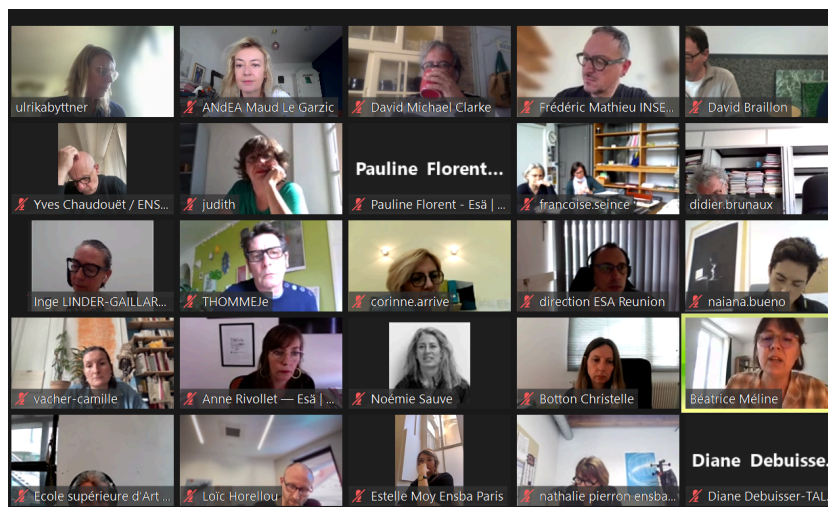 ulrikabyttner
ANdEA Maud Le Garzic
David Michael Clarke
Frédéric Mathieu INSE...
David Braillon
Yves Chaudouët / ENS...
judith
Pauline Florent...
Pauline Florent - Esä | ...
francoise.seince
didier.brunaux
Inge LINDER-GAILLAR...
THOMMEJe
corinne.arrive
direction ESA Reunion
naiana.bueno
vacher-camille
Anne Rivollet — Esä | ...
Noémie Sauve
Botton Christelle
Béatrice Méline
Ecole supérieure d'Art ...
Loïc Horellou
Estelle Moy Ensba Paris
nathalie pierron ensba...
Diane Debuisse...
Diane Debuisser-TAL...